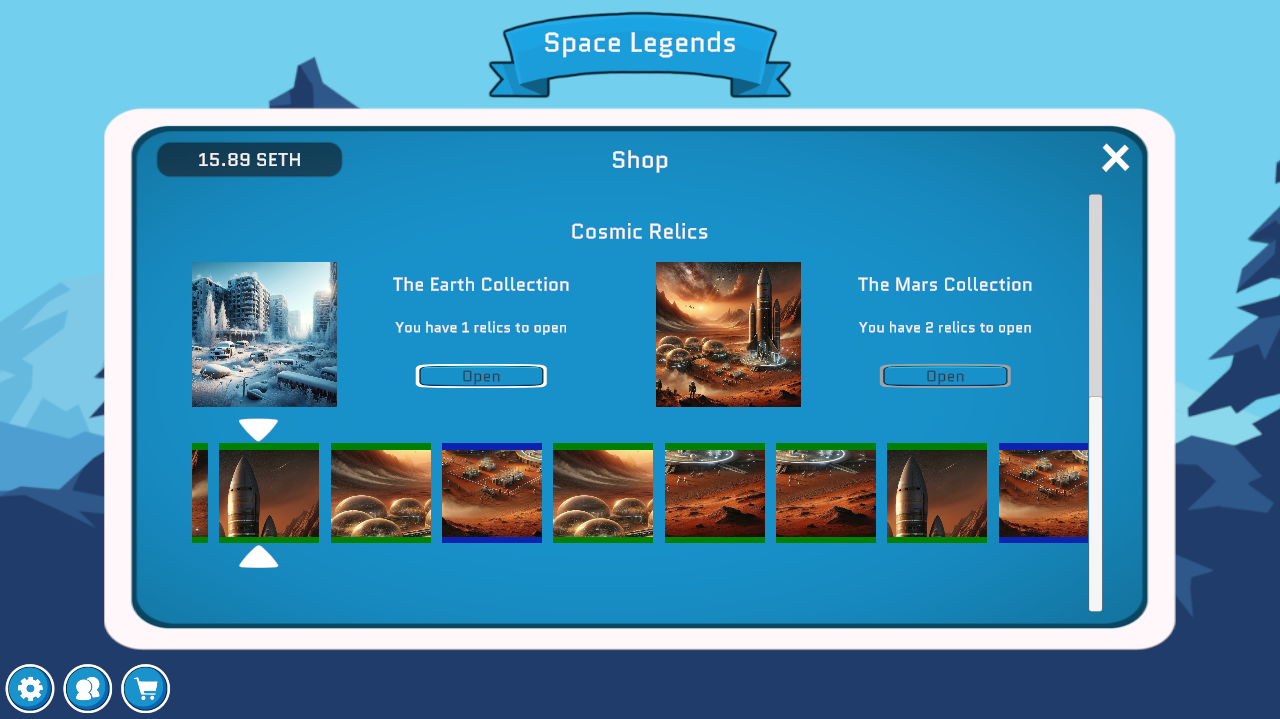 Space Legends
15.89 SETH
Shop
Cosmic Relics
The Earth Collection
You have 1 relics to open
Open
The Mars Collection
You have 2 relics to open
Open